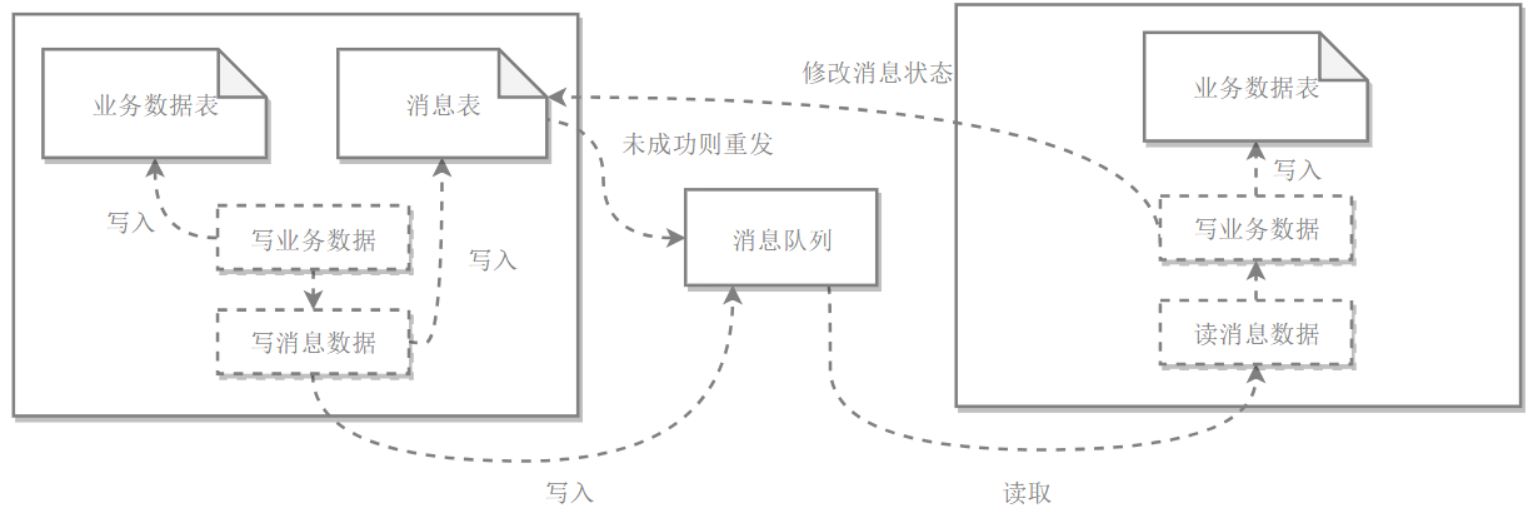 业务数据表
消息表
写入
写业务数据
写入
写消息数据
写入
未成功则重发
消息队列
修改消息状态
读取
业务数据表
写入
写业务数据
读消息数据